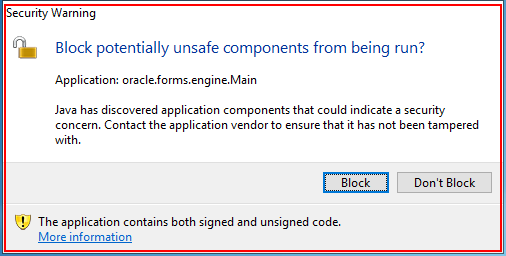 Security Warning
Block potentially unsafe components from being run?
Application: oracle.forms.engine.Main
Java has discovered application components that could indicate a security
concern. Contact the application vendor to ensure that it has not been tampered
with.
Block
Don't Block
The application contains both signed and unsigned code.
More information